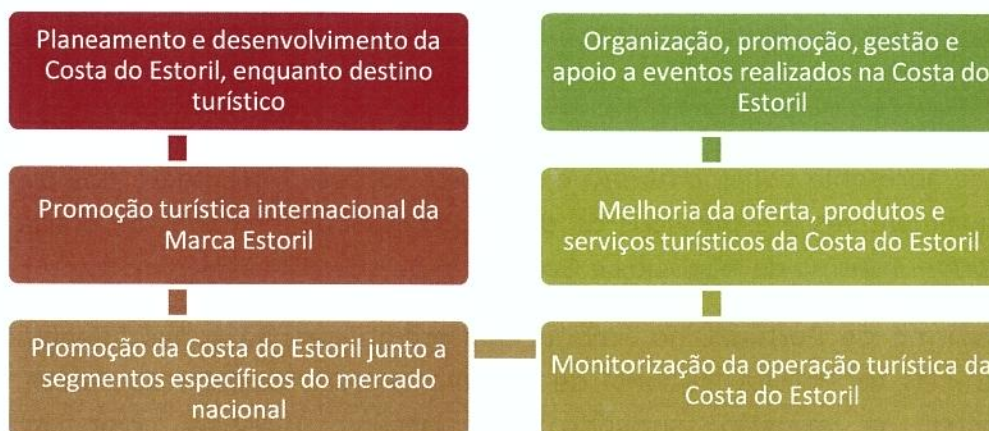 Planeamento e desenvolvimento da
Costa do Estoril, enquanto destino
turístico
Promoção turística internacional da
Marca Estoril
Promoção da Costa do Estoril junto a
segmentos específicos do mercado
nacional
Monitorização da operação turística da
Costa do Estoril
Melhoria da oferta, produtos e
serviços turísticos da Costa do Estoril
Organização, promoção, gestão e
apoio a eventos realizados na Costa do
Estoril